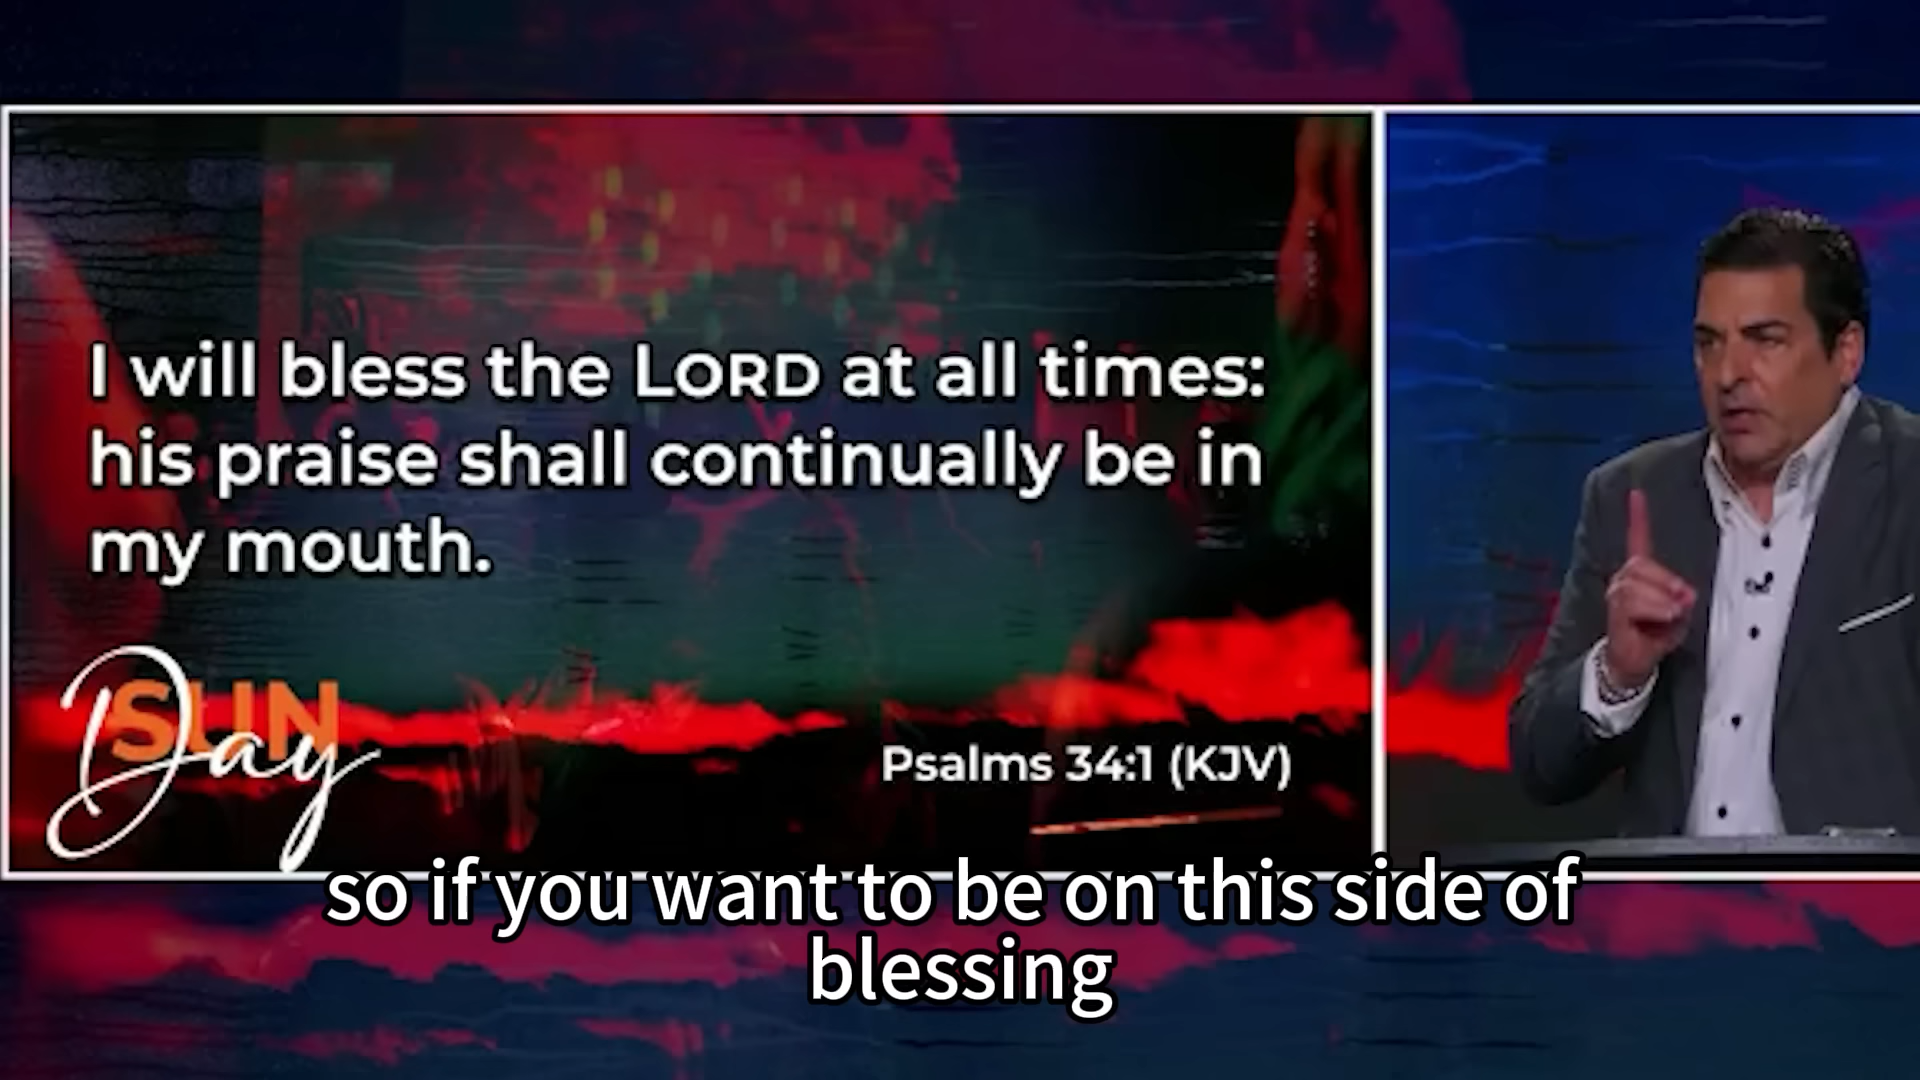 I will bless the LORD at all times:
his praise shall continually be in
my mouth.
SUN
Day
Psalms 34:1 (KJV)
so if you want to be on this side of
blessing